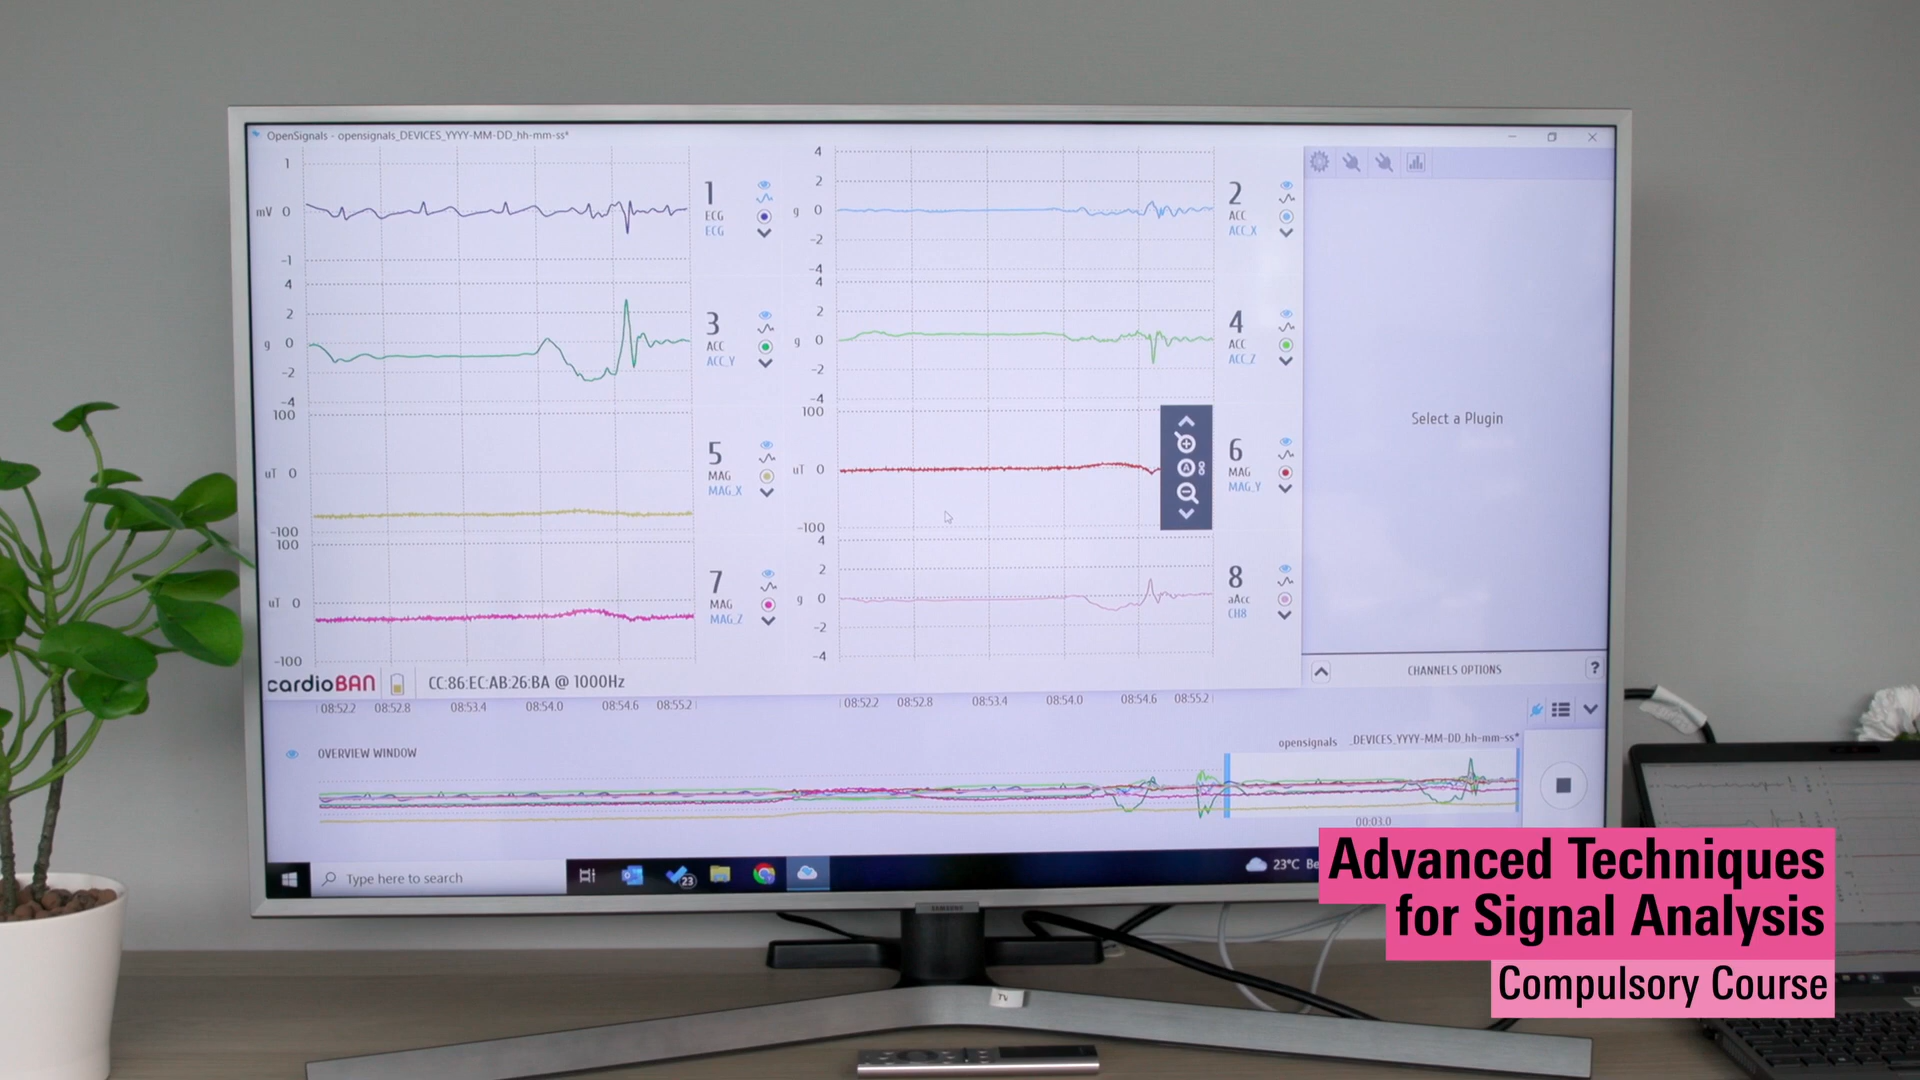 OpenSignals - opensignals_DEVICES_YYYY-MM-DD_hh-mm-ss*
1
mV 0
-1
1
ECG
ECG
4
2
g 0
-2
-4
2
ACC
ACC_X
4
2
g 0
-2
-4
3
ACC
ACC_Y
4
2
g 0
-2
-4
4
ACC
ACC_Z
100
uT 0
-100
5
MAG
MAG_X
100
uT 0
-100
A
6
MAG
MAG_Y
100
uT 0
-100
7
MAG
MAG_Z
4
2
g 0
-2
-4
8
aAcc
CH8
Select a Plugin
CHANNELS OPTIONS ?
cardioBAN CC:86:EC:AB:26:BA @ 1000Hz
08:52.2 08:52.8 08:53.4 08:54.0 08:54.6 08:55.2
08:52.2 08:52.8 08:53.4 08:54.0 08:54.6 08:55.2
OVERVIEW WINDOW
opensignals _DEVICES_YYYY-MM-DD_hh-mm-ss*
00:03.0
Type here to search
23
23°C Be
SAMSUNG
TV
Advanced Techniques
for Signal Analysis
Compulsory Course